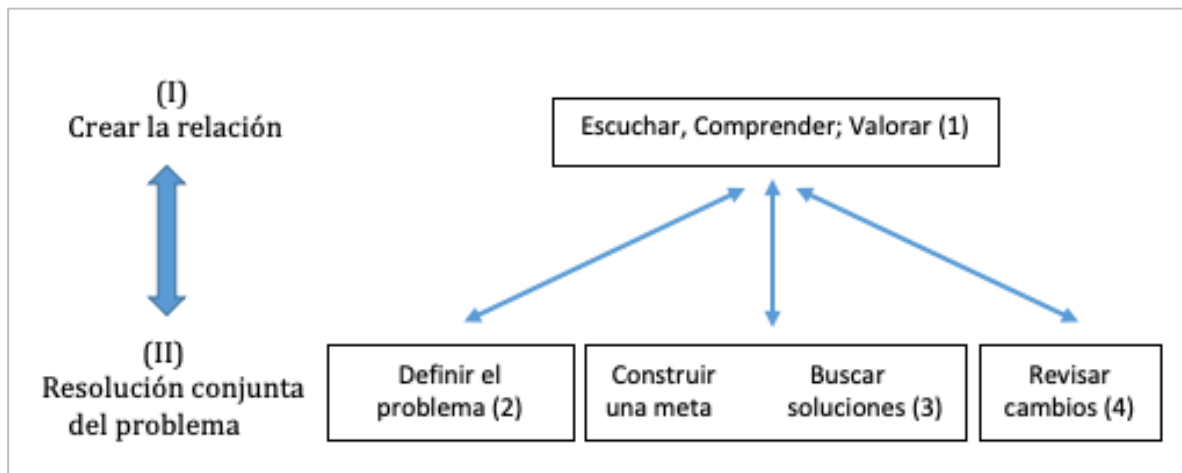 (I)
Crear la relación
Escuchar, Comprender; Valorar (1)
(II)
Resolución conjunta
del problema
Definir el
problema (2)
Construir
una meta
Buscar
soluciones (3)
Revisar
cambios (4)